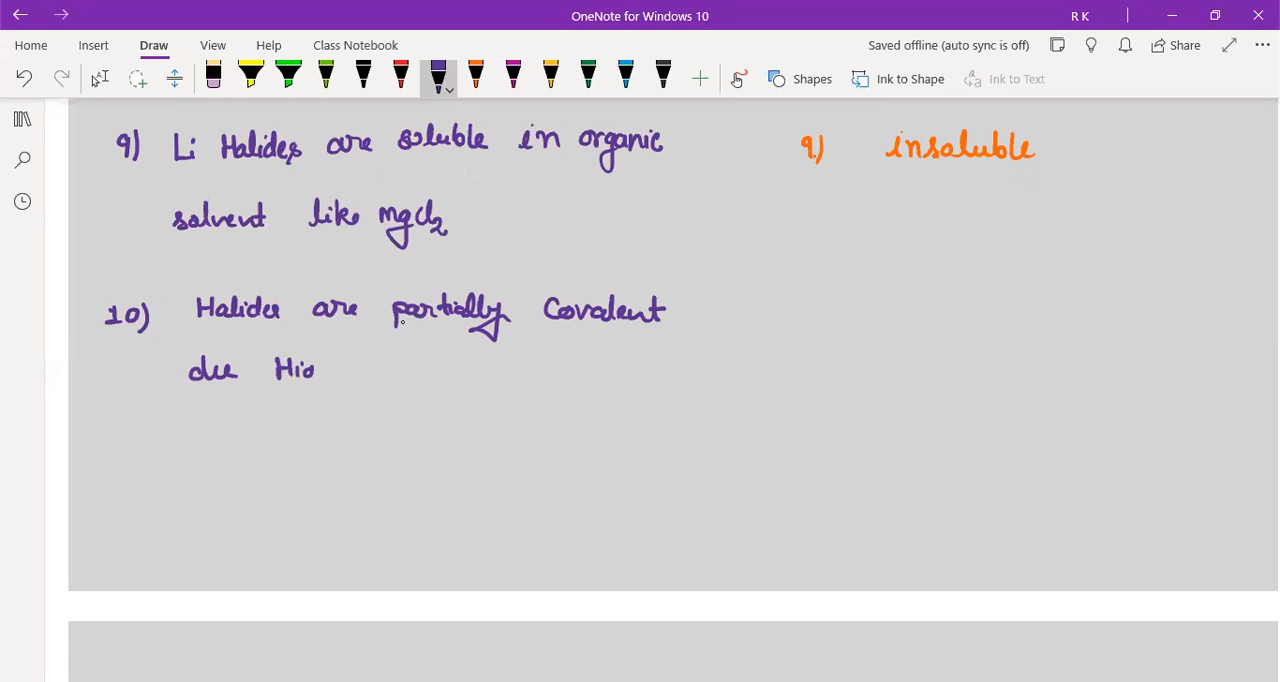 OneNote for Windows 10
R K
Home Insert Draw View Help Class Notebook
Saved offline (auto sync is off)
Share
Shapes
Ink to Shape
Ink to Text
9) Li Halides are soluble in organic
solvent like MgCl2
9.) insaluble
10) Halides are partially Covalent
due Hio